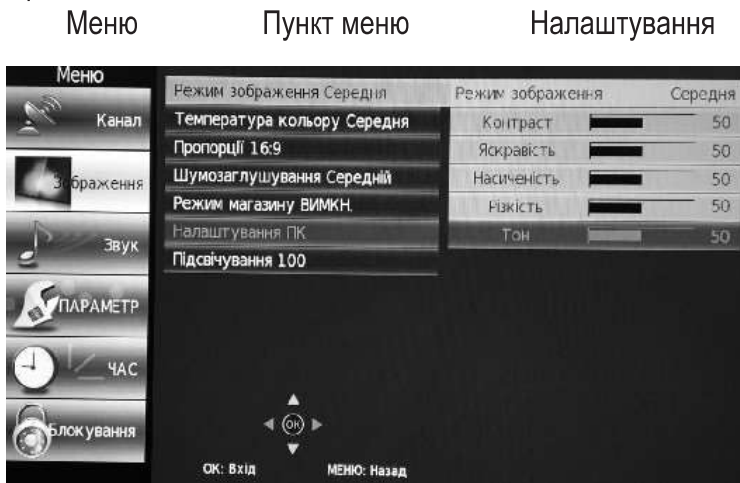 Меню Пункт меню Налаштування
Меню
Канал
Зображення
Звук
ПАРАМЕТР
ЧАС
Блокування
Режим зображення Середня
Температура кольору Середня
Пропорції 16:9
Шумозаглушування Середній
Режим магазину ВИМКН.
Налаштування ПК
Підсвічування 100
Режим зображення Середня
Контраст 50
Яскравість 50
Насиченість 50
Різкість 50
Тон 50
OK
ОК: Вхід МЕНЮ: Назад